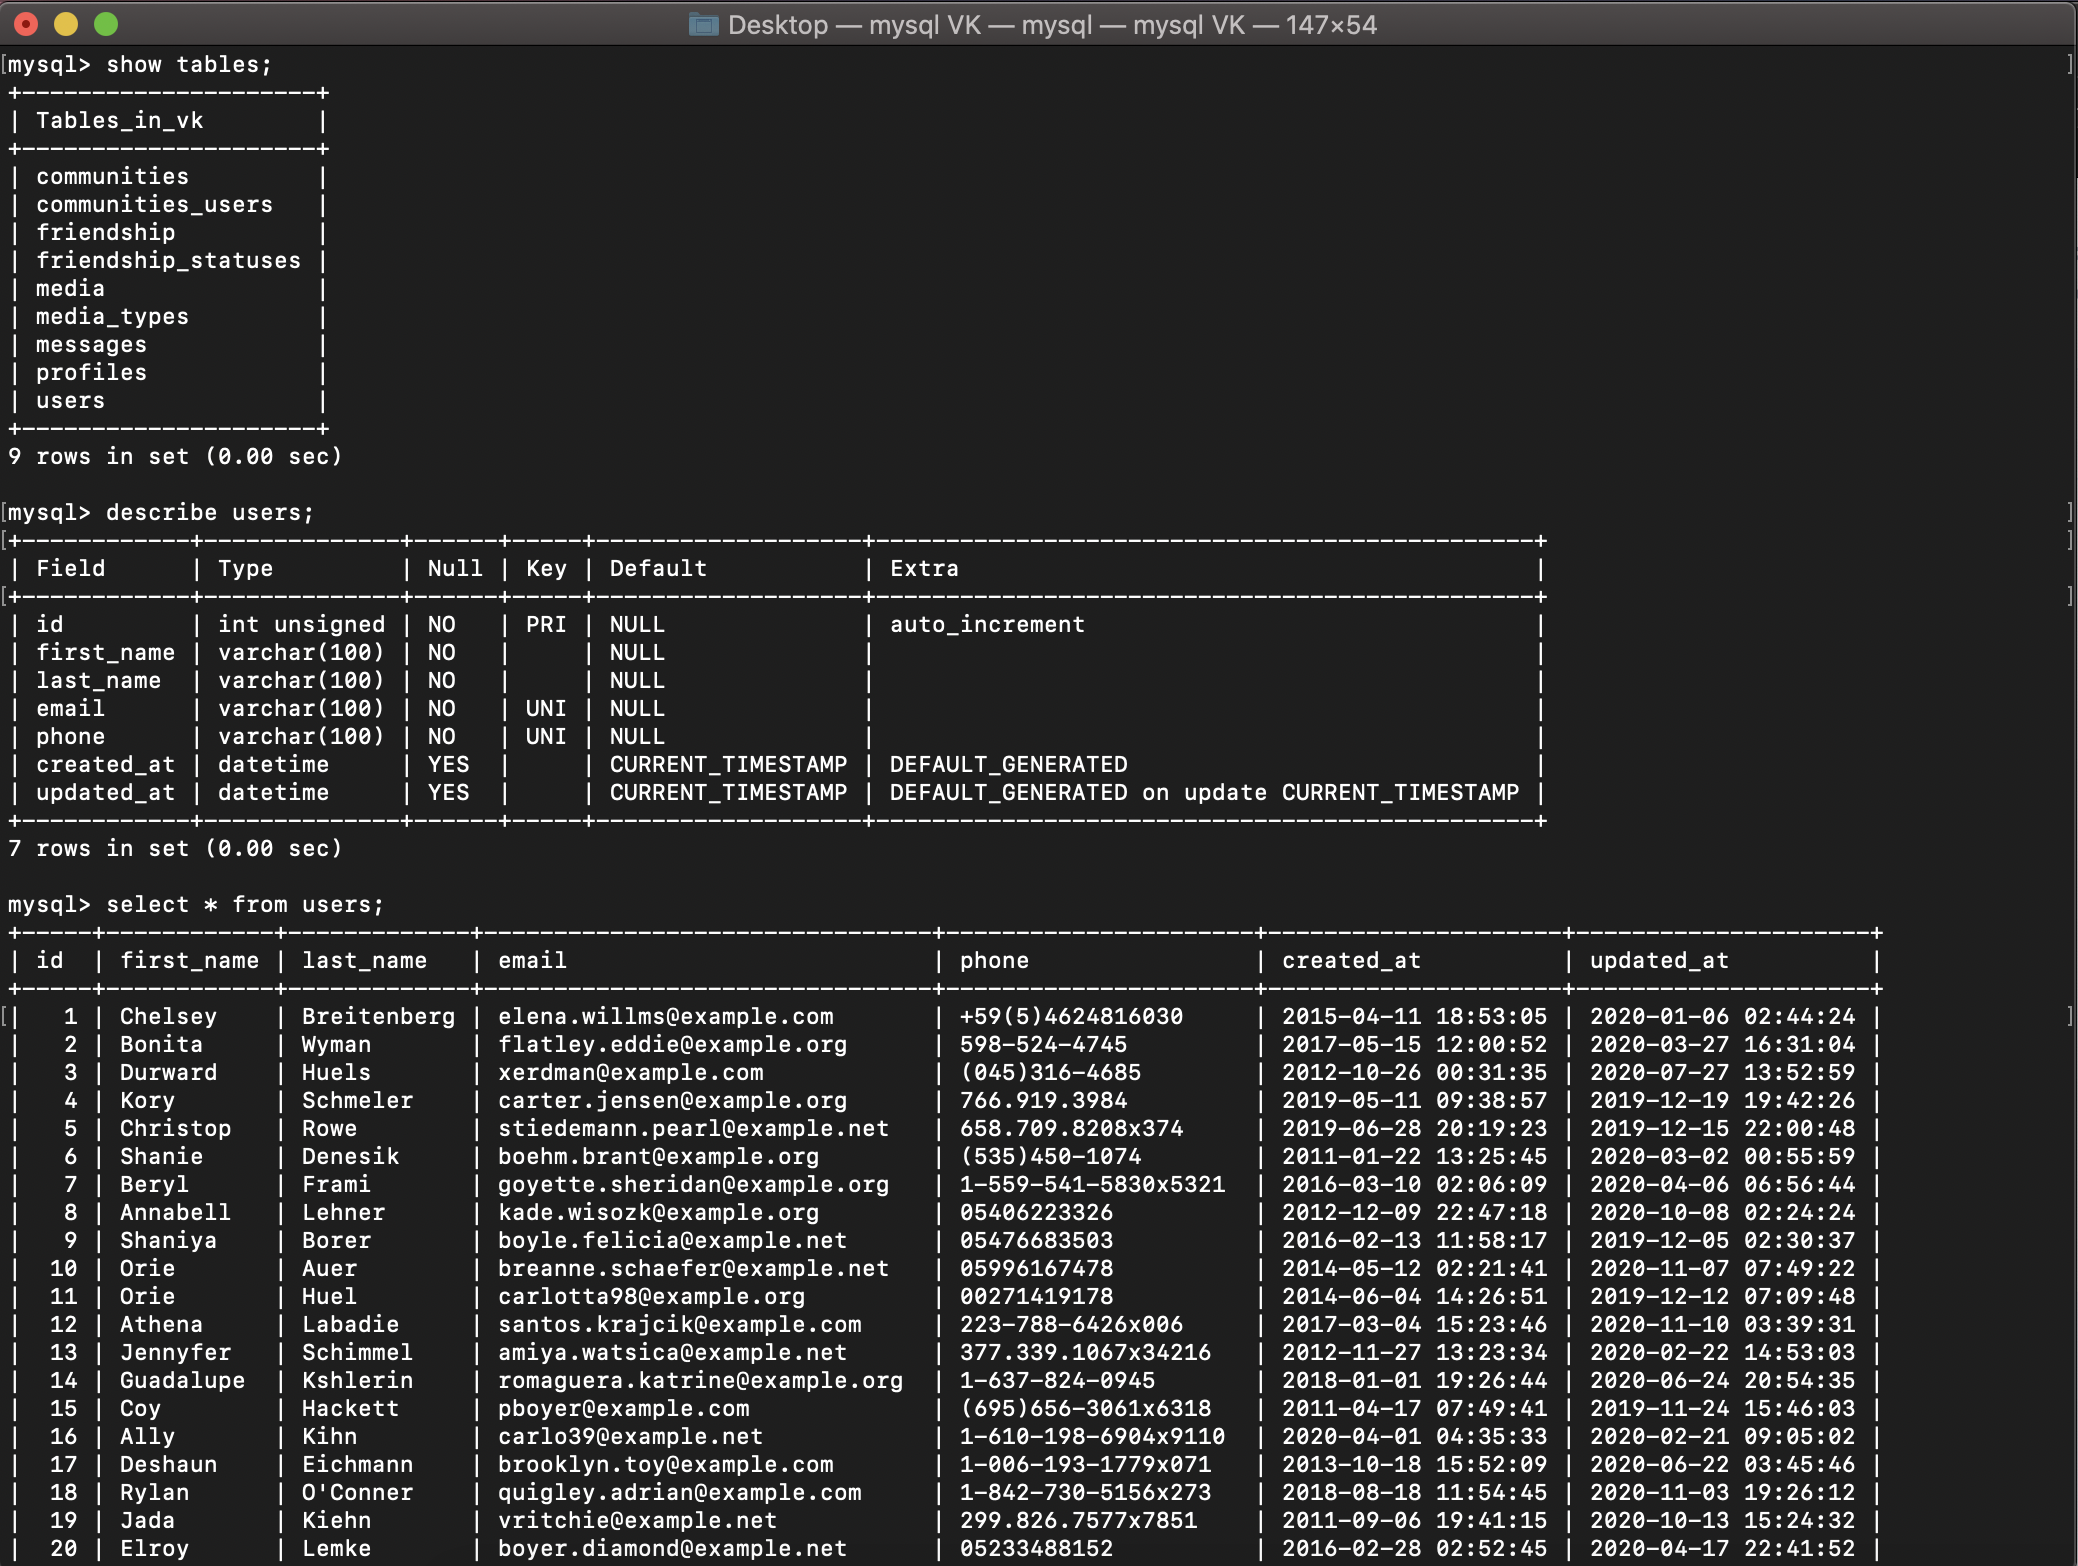 Desktop — mysql VK — mysql — mysql VK — 147×54
mysql> show tables;
+---------------------+
| Tables_in_vk        |
+---------------------+
| communities         |
| communities_users   |
| friendship          |
| friendship_statuses |
| media               |
| media_types         |
| messages            |
| profiles            |
| users               |
+---------------------+
9 rows in set (0.00 sec)
mysql> describe users;
+------------+--------------+------+-----+-------------------+-----------------------------------------------+
| Field      | Type         | Null | Key | Default           | Extra                                         |
+------------+--------------+------+-----+-------------------+-----------------------------------------------+
| id         | int unsigned | NO   | PRI | NULL              | auto_increment                                |
| first_name | varchar(100) | NO   |     | NULL              |                                               |
| last_name  | varchar(100) | NO   |     | NULL              |                                               |
| email      | varchar(100) | NO   | UNI | NULL              |                                               |
| phone      | varchar(100) | NO   | UNI | NULL              |                                               |
| created_at | datetime     | YES  |     | CURRENT_TIMESTAMP | DEFAULT_GENERATED                             |
| updated_at | datetime     | YES  |     | CURRENT_TIMESTAMP | DEFAULT_GENERATED on update CURRENT_TIMESTAMP |
+------------+--------------+------+-----+-------------------+-----------------------------------------------+
7 rows in set (0.00 sec)
mysql> select * from users;
+-----+------------+-------------+--------------------------------+----------------------+---------------------+---------------------+
| id  | first_name | last_name   | email                          | phone                | created_at          | updated_at          |
+-----+------------+-------------+--------------------------------+----------------------+---------------------+---------------------+
|   1 | Chelsey    | Breitenberg | elena.willms@example.com       | +59(5)4624816030     | 2015-04-11 18:53:05 | 2020-01-06 02:44:24 |
|   2 | Bonita     | Wyman       | flatley.eddie@example.org      | 598-524-4745         | 2017-05-15 12:00:52 | 2020-03-27 16:31:04 |
|   3 | Durward    | Huels       | xerdman@example.com            | (045)316-4685        | 2012-10-26 00:31:35 | 2020-07-27 13:52:59 |
|   4 | Kory       | Schmeler    | carter.jensen@example.org      | 766.919.3984         | 2019-05-11 09:38:57 | 2019-12-19 19:42:26 |
|   5 | Christop   | Rowe        | stiedemann.pearl@example.net   | 658.709.8208x374     | 2019-06-28 20:19:23 | 2019-12-15 22:00:48 |
|   6 | Shanie     | Denesik     | boehm.brant@example.org        | (535)450-1074        | 2011-01-22 13:25:45 | 2020-03-02 00:55:59 |
|   7 | Beryl      | Frami       | goyette.sheridan@example.org   | 1-559-541-5830x5321  | 2016-03-10 02:06:09 | 2020-04-06 06:56:44 |
|   8 | Annabell   | Lehner      | kade.wisozk@example.org        | 05406223326          | 2012-12-09 22:47:18 | 2020-10-08 02:24:24 |
|   9 | Shaniya    | Borer       | boyle.felicia@example.net      | 05476683503          | 2016-02-13 11:58:17 | 2019-12-05 02:30:37 |
|  10 | Orie       | Auer        | breanne.schaefer@example.net   | 05996167478          | 2014-05-12 02:21:41 | 2020-11-07 07:49:22 |
|  11 | Orie       | Huel        | carlotta98@example.org         | 00271419178          | 2014-06-04 14:26:51 | 2019-12-12 07:09:48 |
|  12 | Athena     | Labadie     | santos.krajcik@example.com     | 223-788-6426x006     | 2017-03-04 15:23:46 | 2020-11-10 03:39:31 |
|  13 | Jennyfer   | Schimmel    | amiya.watsica@example.net      | 377.339.1067x34216   | 2012-11-27 13:23:34 | 2020-02-22 14:53:03 |
|  14 | Guadalupe  | Kshlerin    | romaguera.katrine@example.org  | 1-637-824-0945       | 2018-01-01 19:26:44 | 2020-06-24 20:54:35 |
|  15 | Coy        | Hackett     | pboyer@example.com             | (695)656-3061x6318   | 2011-04-17 07:49:41 | 2019-11-24 15:46:03 |
|  16 | Ally       | Kihn        | carlo39@example.net            | 1-610-198-6904x9110  | 2020-04-01 04:35:33 | 2020-02-21 09:05:02 |
|  17 | Deshaun    | Eichmann    | brooklyn.toy@example.com       | 1-006-193-1779x071   | 2013-10-18 15:52:09 | 2020-06-22 03:45:46 |
|  18 | Rylan      | O'Conner    | quigley.adrian@example.com     | 1-842-730-5156x273   | 2018-08-18 11:54:45 | 2020-11-03 19:26:12 |
|  19 | Jada       | Kiehn       | vritchie@example.net           | 299.826.7577x7851    | 2011-09-06 19:41:15 | 2020-10-13 15:24:32 |
|  20 | Elroy      | Lemke       | boyer.diamond@example.net      | 05233488152          | 2016-02-28 02:52:45 | 2020-04-17 22:41:52 |